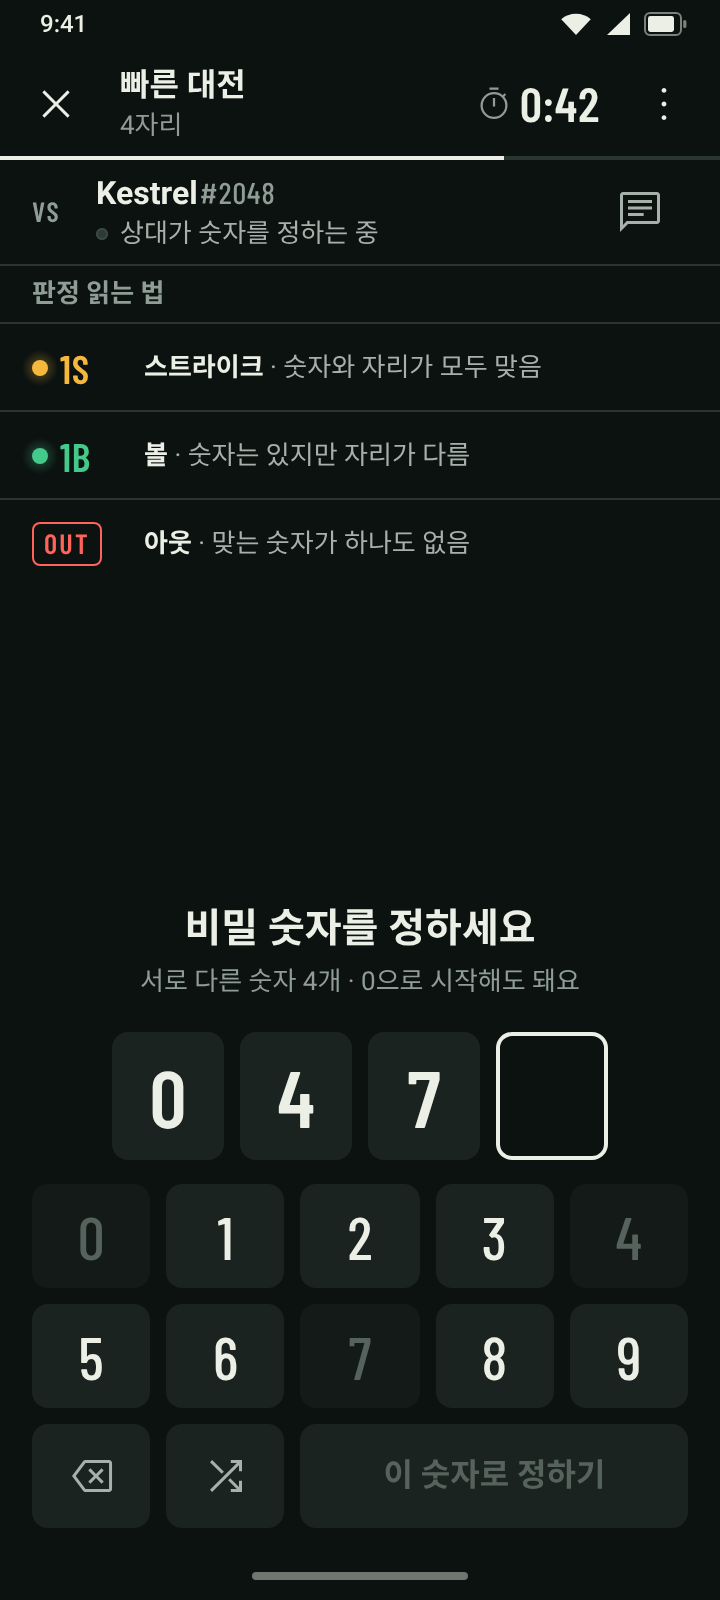 9:41
빠른 대전
4자리
0:42
VS
Kestrel#2048
상대가 숫자를 정하는 중
판정 읽는 법
1S 스트라이크 · 숫자와 자리가 모두 맞음
1B 볼 · 숫자는 있지만 자리가 다름
OUT 아웃 · 맞는 숫자가 하나도 없음
비밀 숫자를 정하세요
서로 다른 숫자 4개 · 0으로 시작해도 돼요
0 4 7
0 1 2 3 4
5 6 7 8 9
이 숫자로 정하기